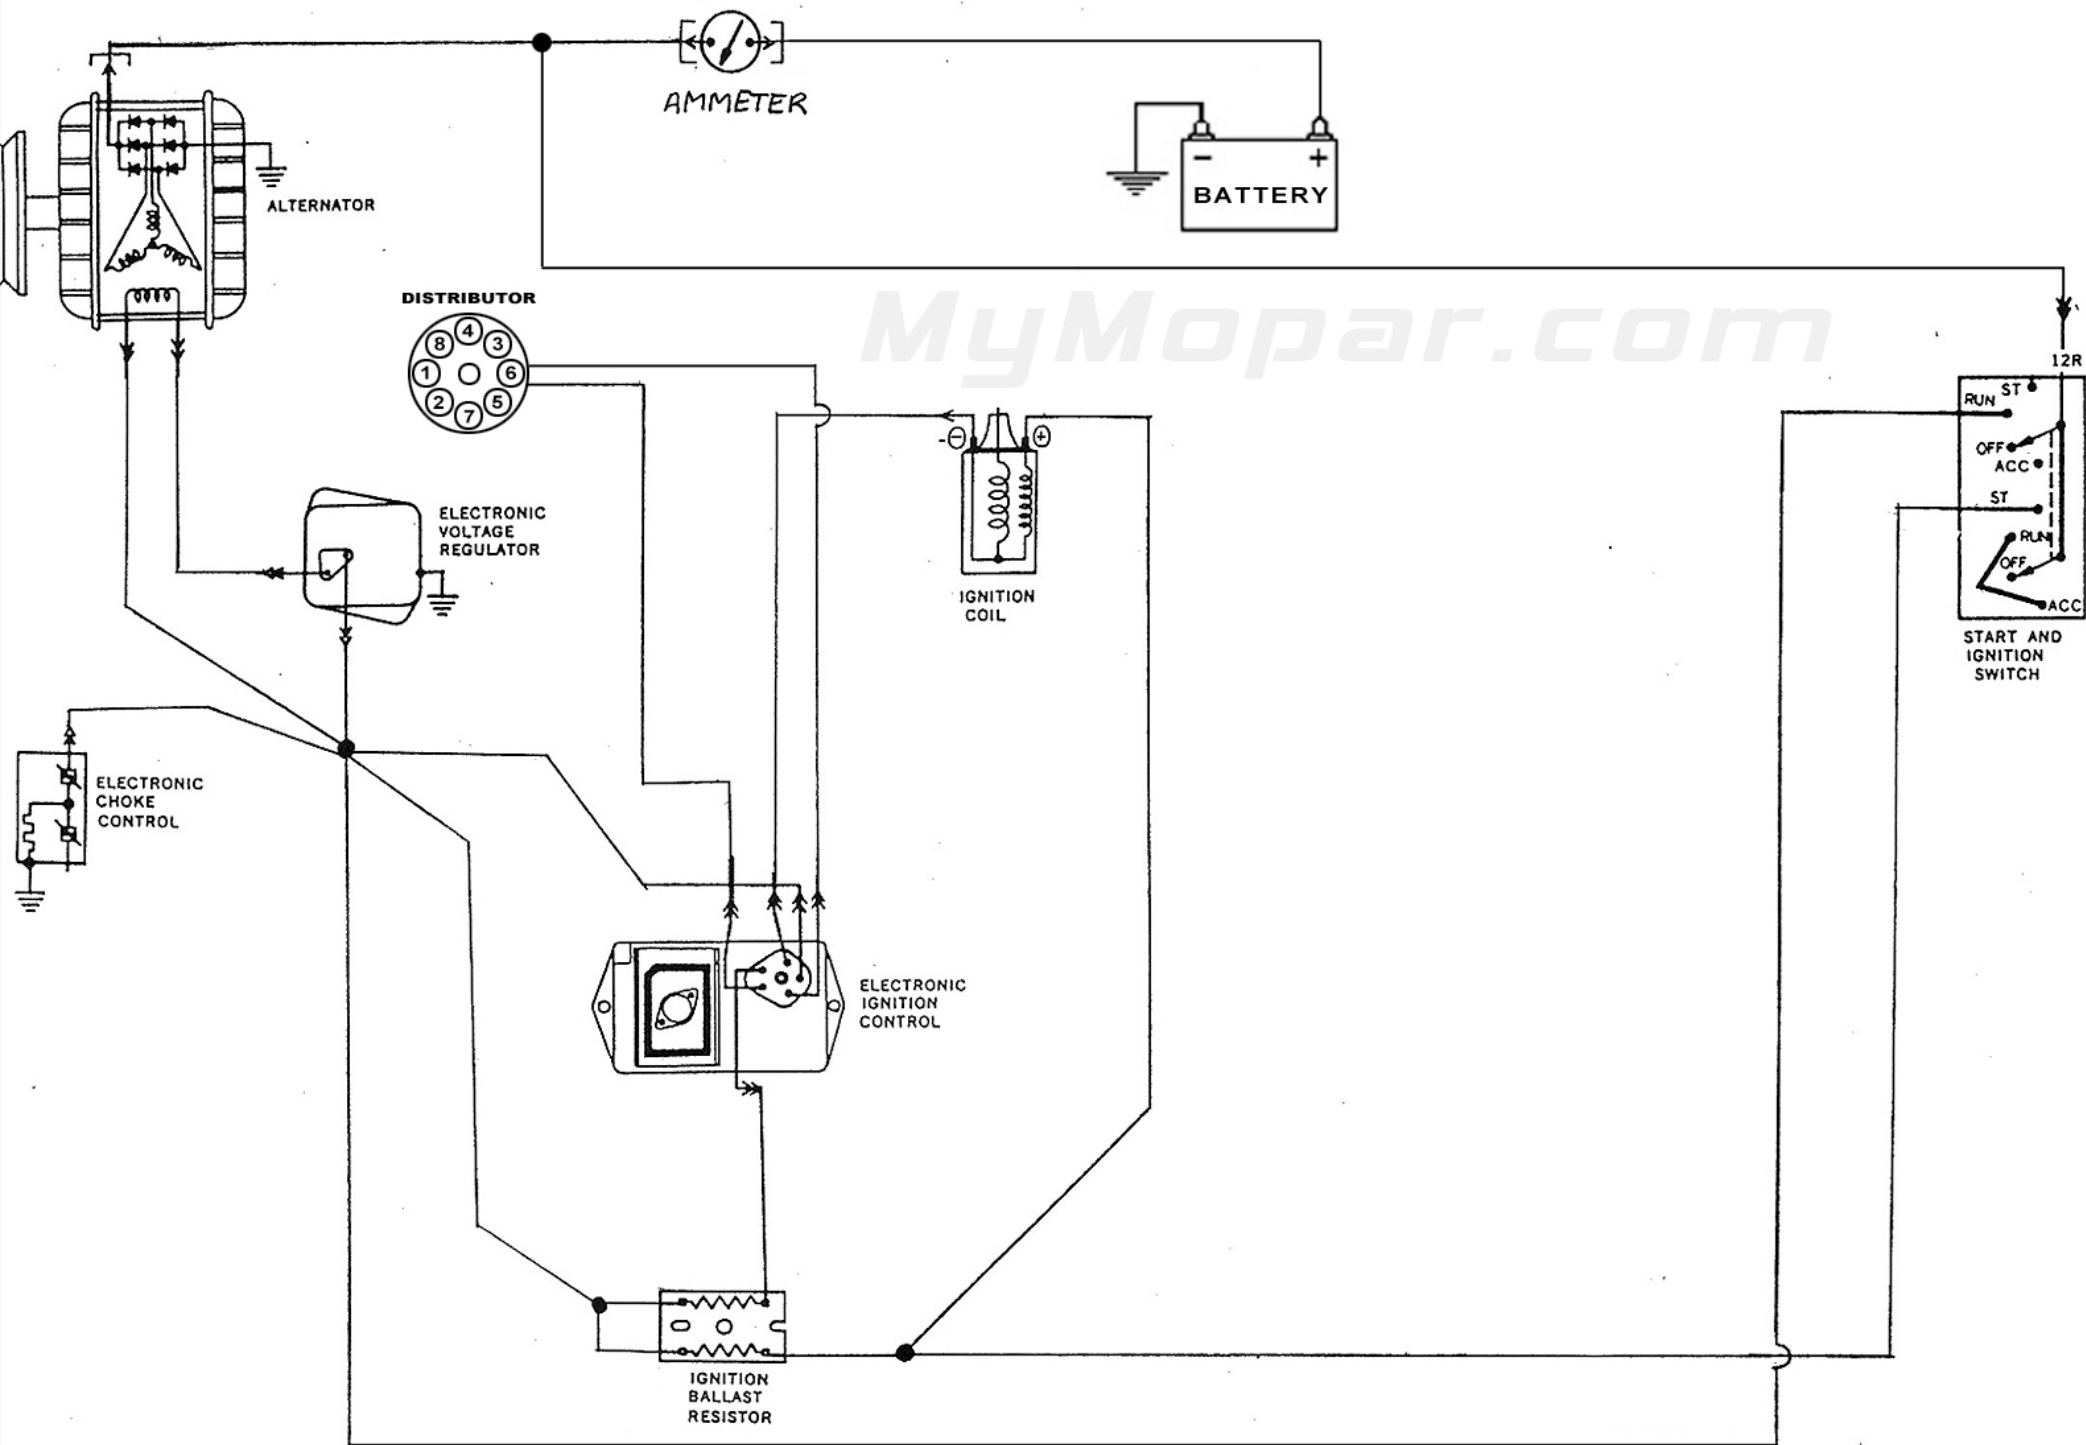 AMMETER
- +
BATTERY
ALTERNATOR
DISTRIBUTOR
4
8 3
1 6
2 5
7
MyMopar.com
12R
ST
RUN
OFF
ACC
ST
RUN
OFF
ACC
START AND
IGNITION
SWITCH
- - +
IGNITION
COIL
ELECTRONIC
VOLTAGE
REGULATOR
ELECTRONIC
CHOKE
CONTROL
ELECTRONIC
IGNITION
CONTROL
IGNITION
BALLAST
RESISTOR